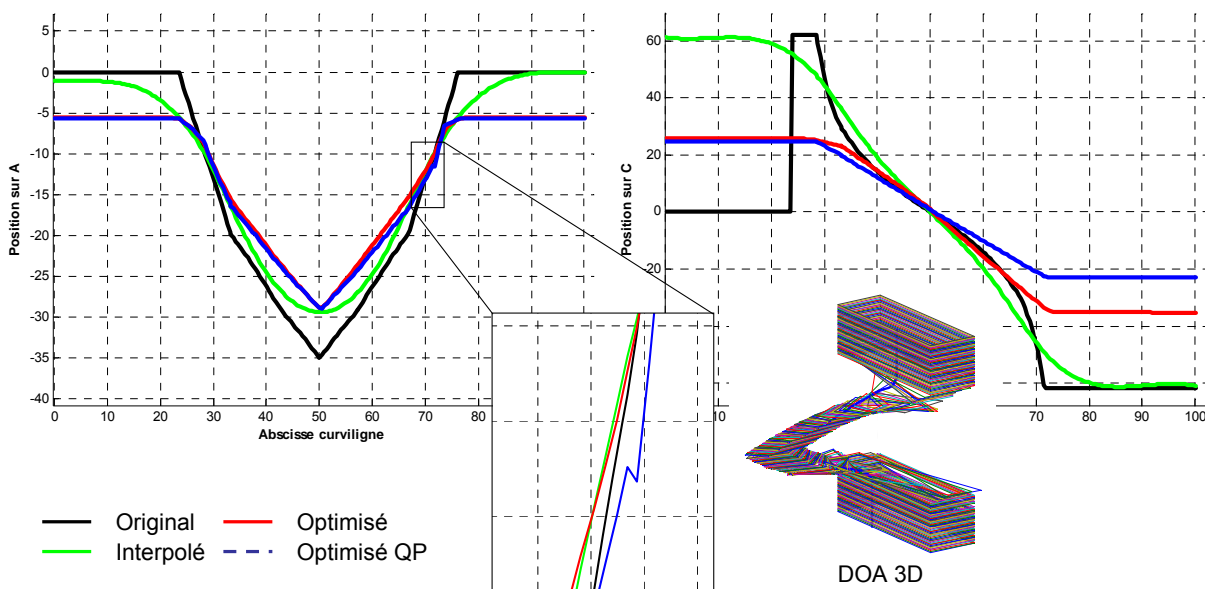 5
0
-5
-10
-15
-20
-25
-30
-35
-40
0 10 20 30 40 50 60 70 80
Position sur A
Abscisse curviligne
60
40
20
0
20
Position sur C
10
70 80 90 100
Original
Optimisé
Interpolé
Optimisé QP
DOA 3D